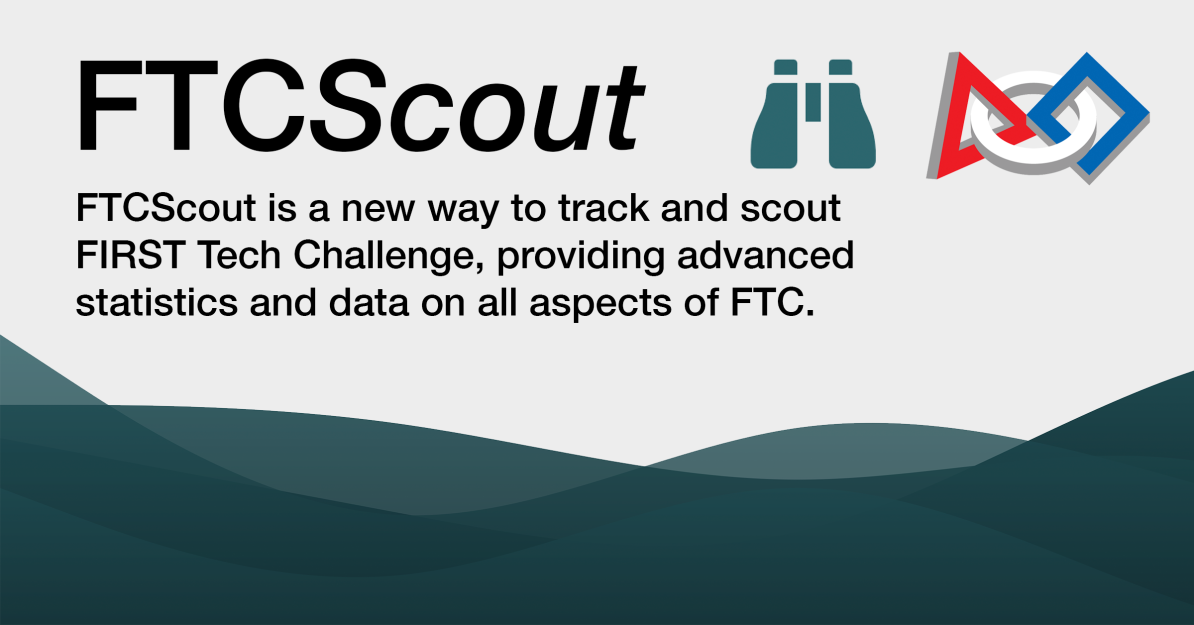 FTCScout
FTCScout is a new way to track and scout
FIRST Tech Challenge, providing advanced
statistics and data on all aspects of FTC.